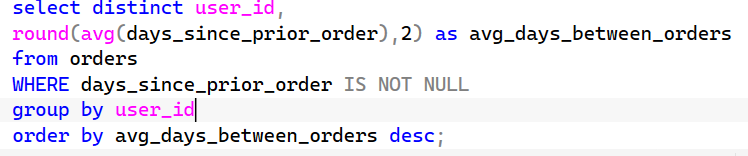 select distinct user_id,
round(avg(days_since_prior_order),2) as avg_days_between_orders
from orders
WHERE days_since_prior_order IS NOT NULL
group by user_id
order by avg_days_between_orders desc;